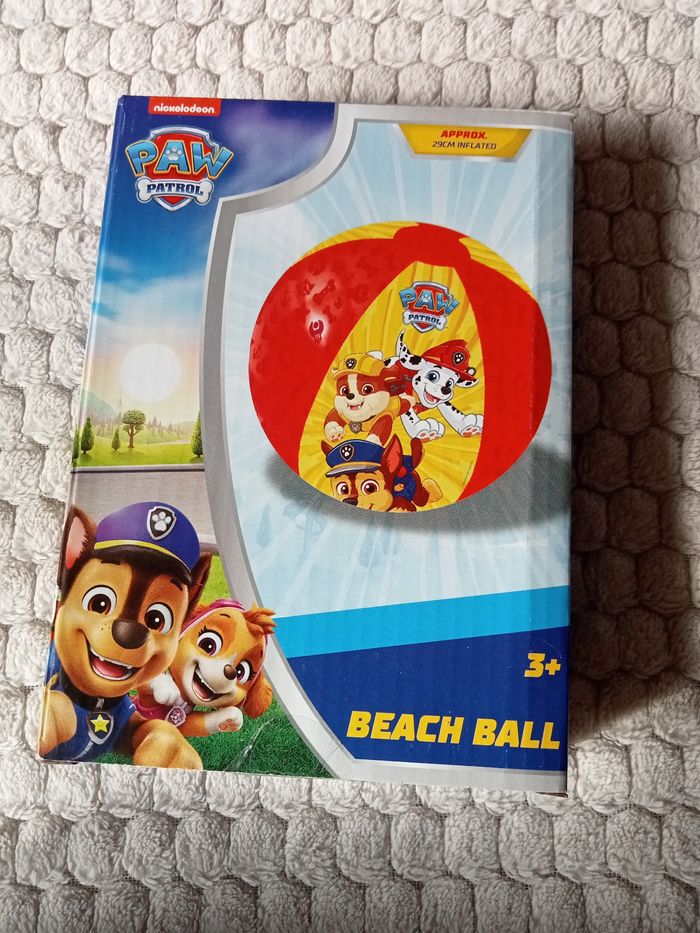 nickelodeon
PAW
PATROL
APPROX.
29CM INFLATED
PAW
PATROL
3+
BEACH BALL